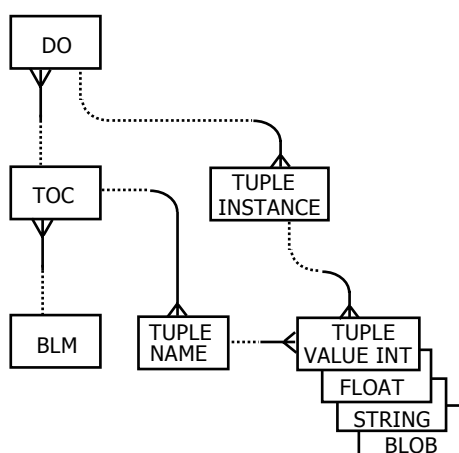 DO
TOC
TUPLE
INSTANCE
BLM
TUPLE
NAME
TUPLE
VALUE INT
FLOAT
STRING
BLOB